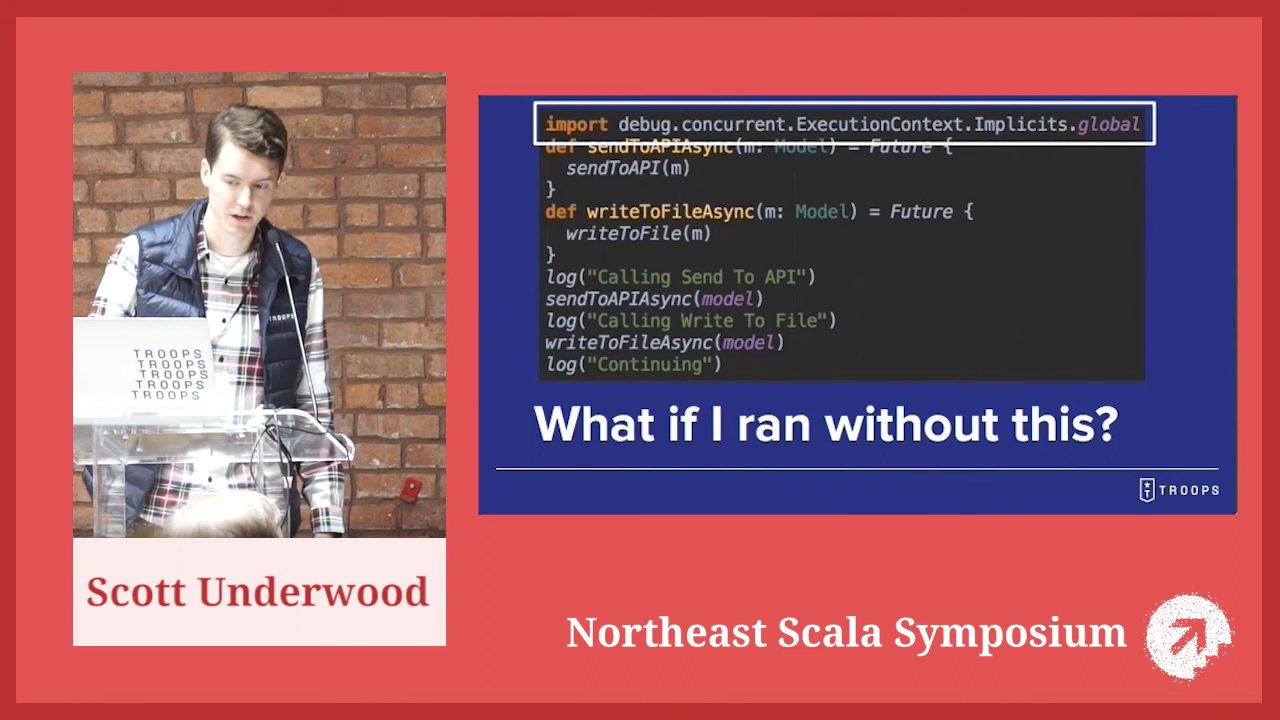 import debug.concurrent.ExecutionContext.Implicits.global
def sendToAPIAsync(m: Model) = Future {
sendToAPI(m)
}
def writeToFileAsync(m: Model) = Future {
writeToFile(m)
}
log("Calling Send To API")
sendToAPIAsync(model)
log("Calling Write To File")
writeToFileAsync(model)
log("Continuing")
What if I ran without this?
T TROOPS
TROOPS
TROOPS
TROOPS
TROOPS
TROOPS
TROOPS
Scott Underwood
Northeast Scala Symposium